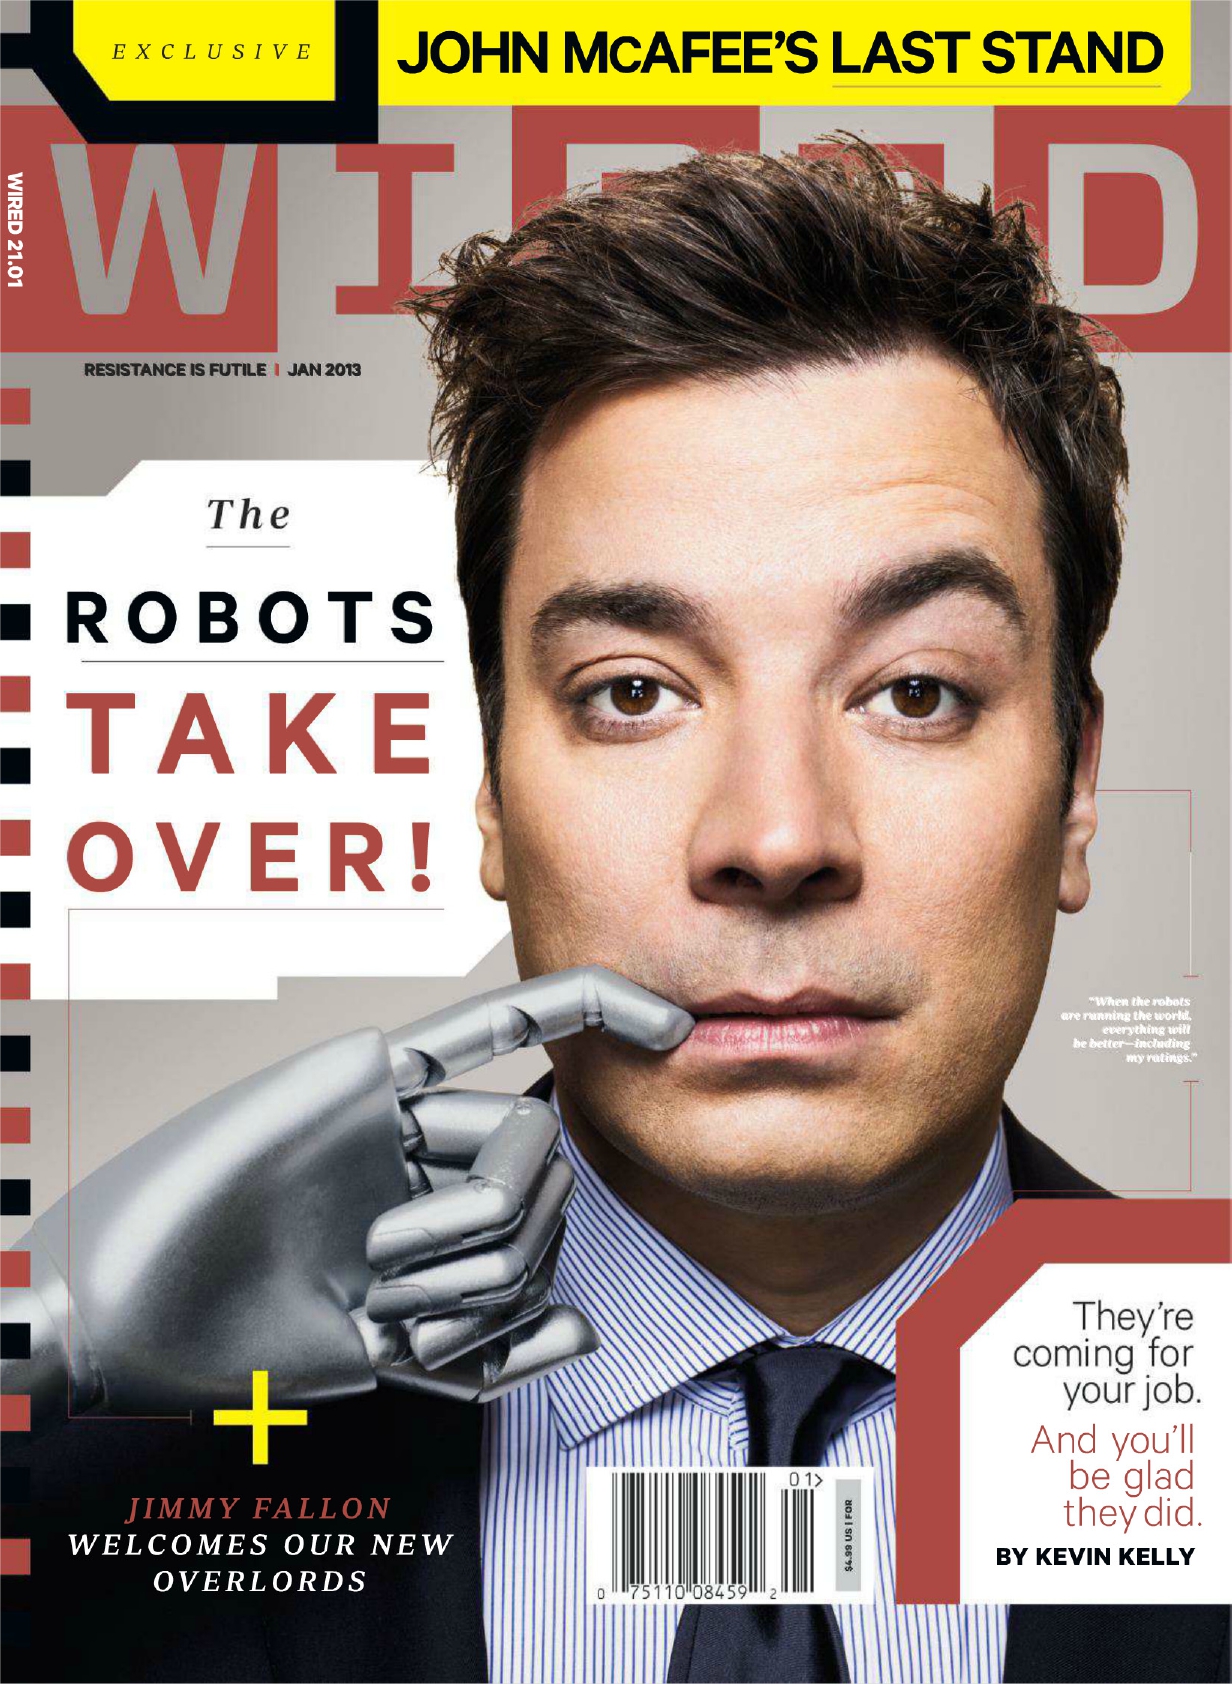 EXCLUSIVE
JOHN McAFEE'S LAST STAND
WIRED
WIRED 21.01
RESISTANCE IS FUTILE | JAN 2013
The
ROBOTS
TAKE
OVER!
"When the robots
are running the world,
everything will
be better—including
my ratings."
They're
coming for
your job.
And you'll
be glad
they did.
BY KEVIN KELLY
+
JIMMY FALLON
WELCOMES OUR NEW
OVERLORDS
01>
$4.99 US | FOR
0 75110 08459 2